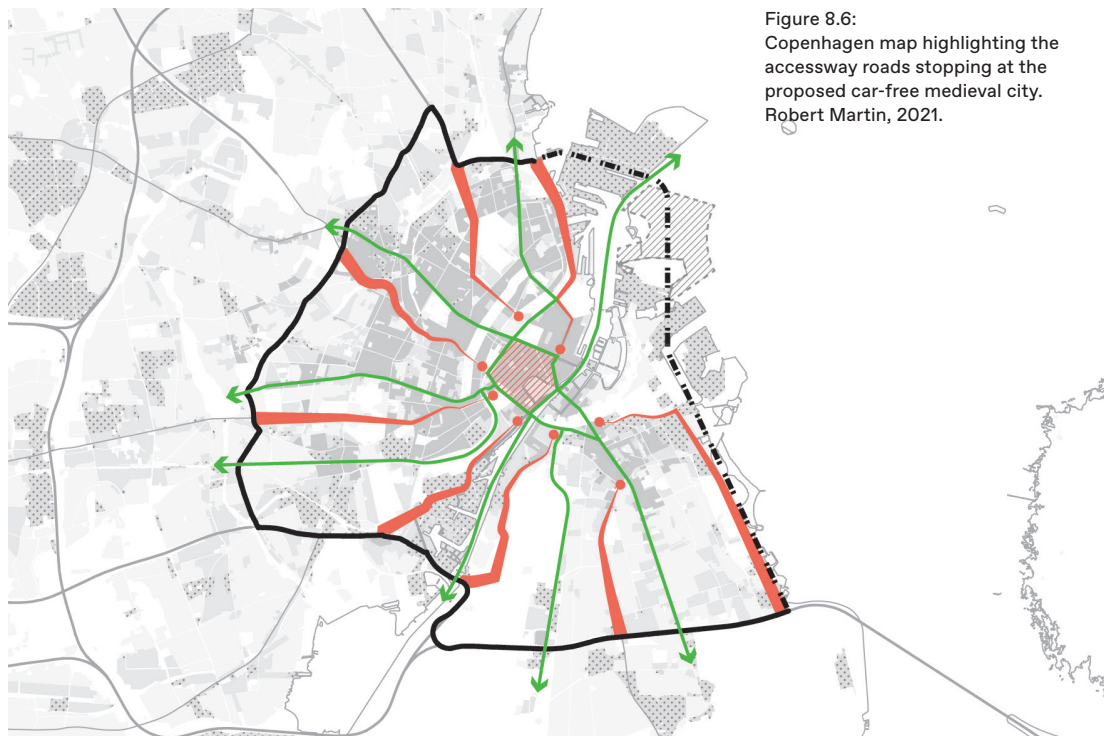 Figure 8.6:
Copenhagen map highlighting the
accessway roads stopping at the
proposed car-free medieval city.
Robert Martin, 2021.